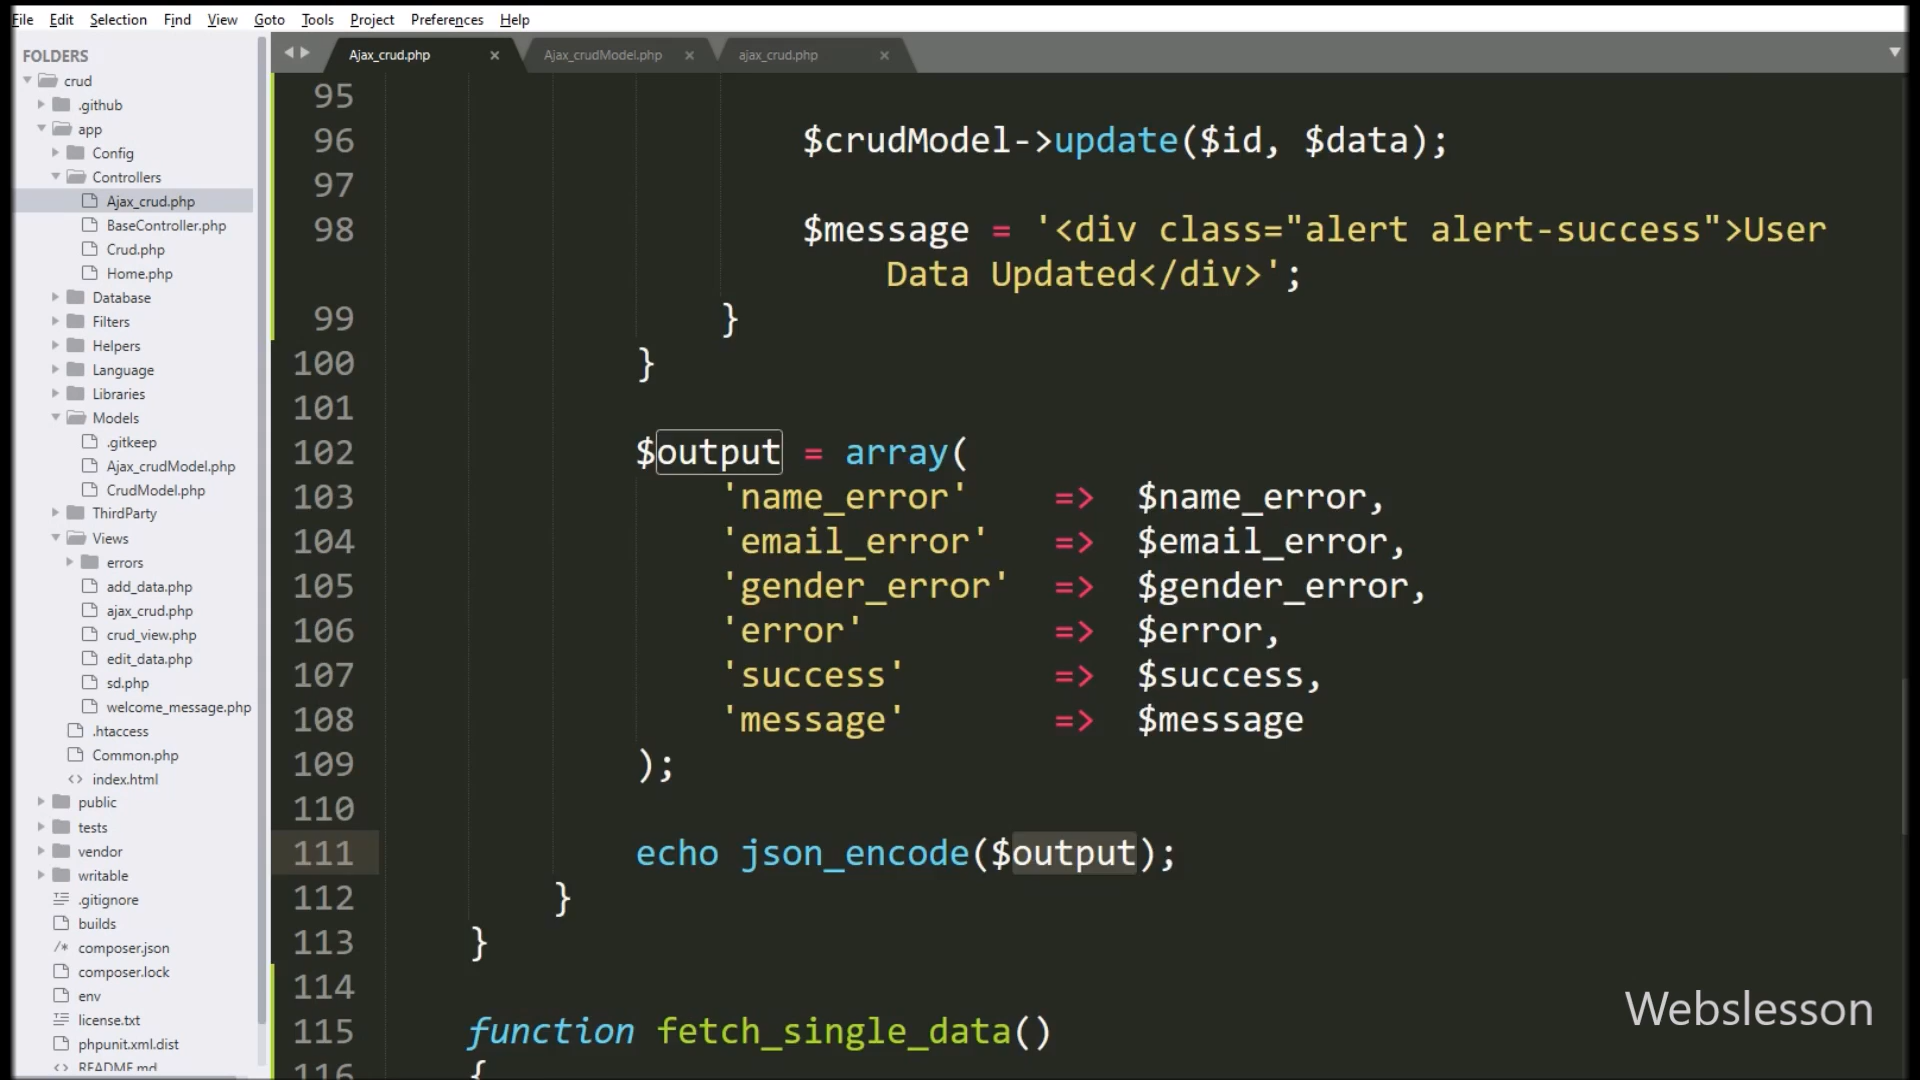 File Edit Selection Find View Goto Tools Project Preferences Help
FOLDERS
crud
.github
app
Config
Controllers
Ajax_crud.php
BaseController.php
Crud.php
Home.php
Database
Filters
Helpers
Language
Libraries
Models
.gitkeep
Ajax_crudModel.php
CrudModel.php
ThirdParty
Views
errors
add_data.php
ajax_crud.php
crud_view.php
edit_data.php
sd.php
welcome_message.php
.htaccess
Common.php
<> index.html
public
tests
vendor
writable
.gitignore
builds
/* composer.json
composer.lock
env
license.txt
phpunit.xml.dist
<> README.md
Ajax_crud.php × Ajax_crudModel.php × ajax_crud.php ×
95
96 $crudModel->update($id, $data);
97
98 $message = '<div class="alert alert-success">User
Data Updated</div>';
99 }
100 }
101
102 $output = array(
103 'name_error' => $name_error,
104 'email_error' => $email_error,
105 'gender_error' => $gender_error,
106 'error' => $error,
107 'success' => $success,
108 'message' => $message
109 );
110
111 echo json_encode($output);
112 }
113 }
114
115 function fetch_single_data()
116 {
Webslesson